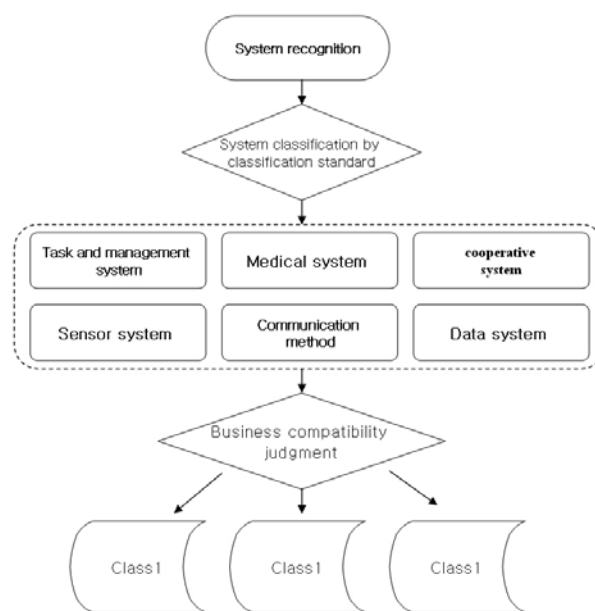 System recognition
System classification by
classification standard
Task and management
system
Medical system
cooperative
system
Sensor system
Communication
method
Data system
Business compatibility
judgment
Class1
Class1
Class1